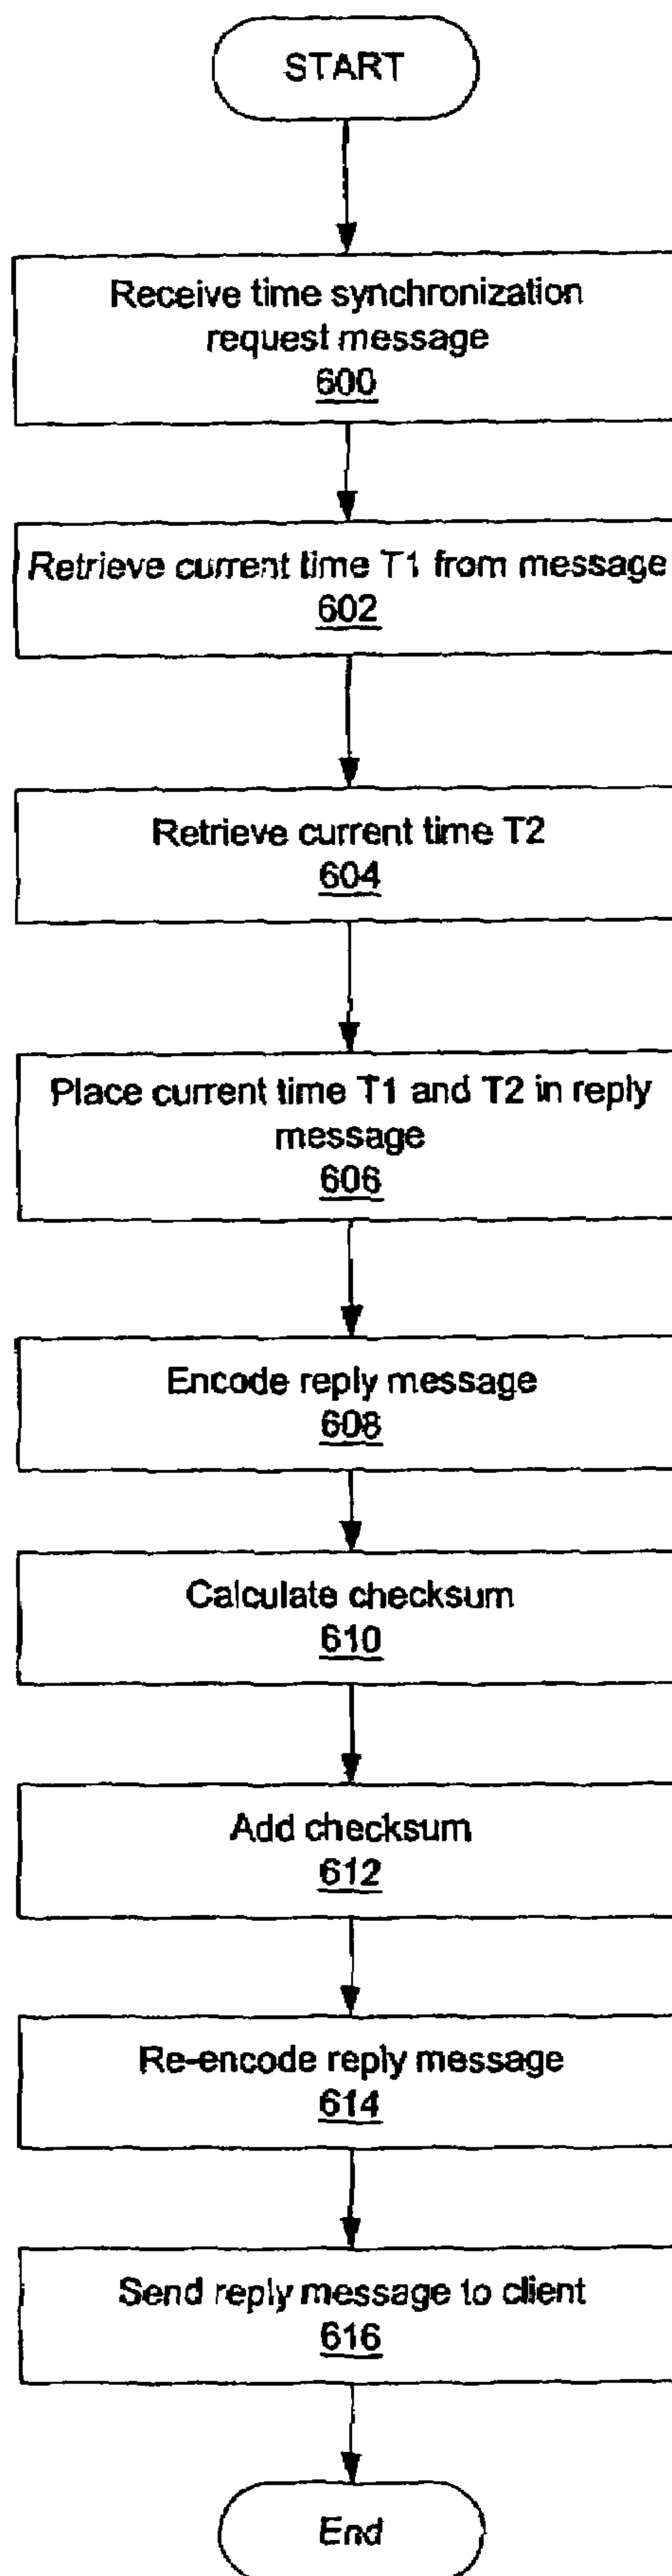 START
Receive time synchronization
request message
600
Retrieve current time T1 from message
602
Retrieve current time T2
604
Place current time T1 and T2 in reply
message
606
Encode reply message
608
Calculate checksum
610
Add checksum
612
Re-encode reply message
614
Send reply message to client
616
End